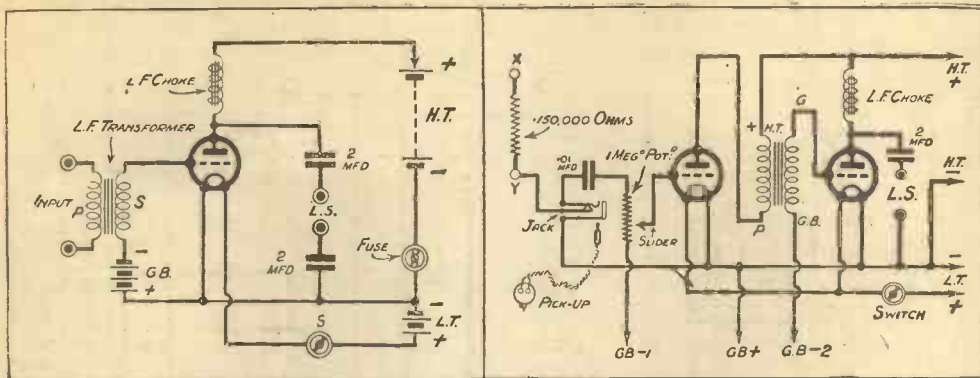 L.F. CHOKE
L.F. TRANSFORMER
INPUT
P
S
-
G.B.
+
2
MFD
L.S.
2
MFD
S
+
H.T.
-
FUSE
-
L.T.
+
X
150,000 OHMS
Y
JACK
.01
MFD
1 MEG° POT.R
SLIDER
PICK-UP
GB-1
P
+
H.T.
G
G.B.
GB+
G.B-2
L.F. CHOKE
2
MFD
L.S.
H.T.
+
H.T.
-
-
L.T.
+
SWITCH